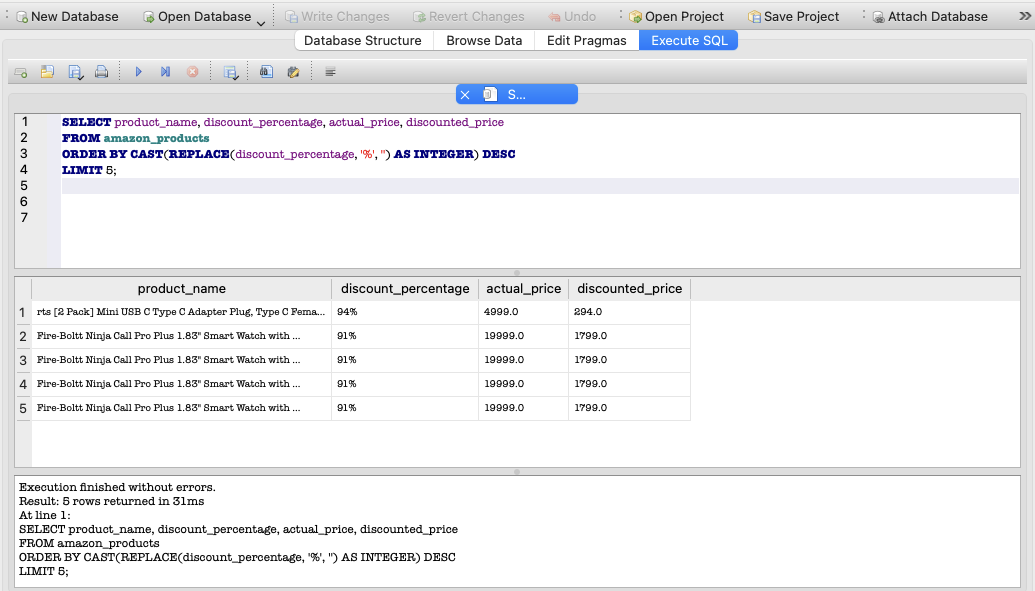 New Database Open Database Write Changes Revert Changes Undo Open Project Save Project Attach Database »
Database Structure Browse Data Edit Pragmas Execute SQL
S...
1 SELECT product_name, discount_percentage, actual_price, discounted_price
2 FROM amazon_products
3 ORDER BY CAST(REPLACE(discount_percentage, '%', '') AS INTEGER) DESC
4 LIMIT 5;
5
6
7
product_name discount_percentage actual_price discounted_price
1 rts [2 Pack] Mini USB C Type C Adapter Plug, Type C Fema... 94% 4999.0 294.0
2 Fire-Boltt Ninja Call Pro Plus 1.83" Smart Watch with ... 91% 19999.0 1799.0
3 Fire-Boltt Ninja Call Pro Plus 1.83" Smart Watch with ... 91% 19999.0 1799.0
4 Fire-Boltt Ninja Call Pro Plus 1.83" Smart Watch with ... 91% 19999.0 1799.0
5 Fire-Boltt Ninja Call Pro Plus 1.83" Smart Watch with ... 91% 19999.0 1799.0
Execution finished without errors.
Result: 5 rows returned in 31ms
At line 1:
SELECT product_name, discount_percentage, actual_price, discounted_price
FROM amazon_products
ORDER BY CAST(REPLACE(discount_percentage, '%', '') AS INTEGER) DESC
LIMIT 5;